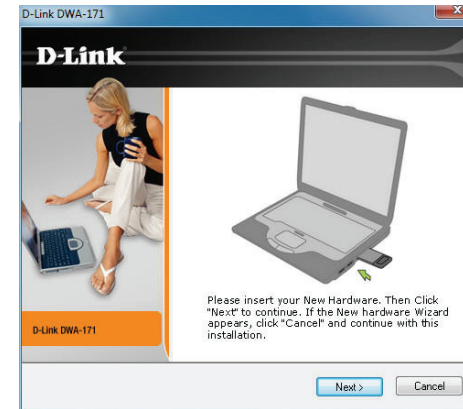 D-Link DWA-171
D-Link
Please insert your New Hardware. Then Click
"Next" to continue. If the New hardware Wizard
appears, click "Cancel" and continue with this
installation.
D-Link DWA-171
Next >
Cancel